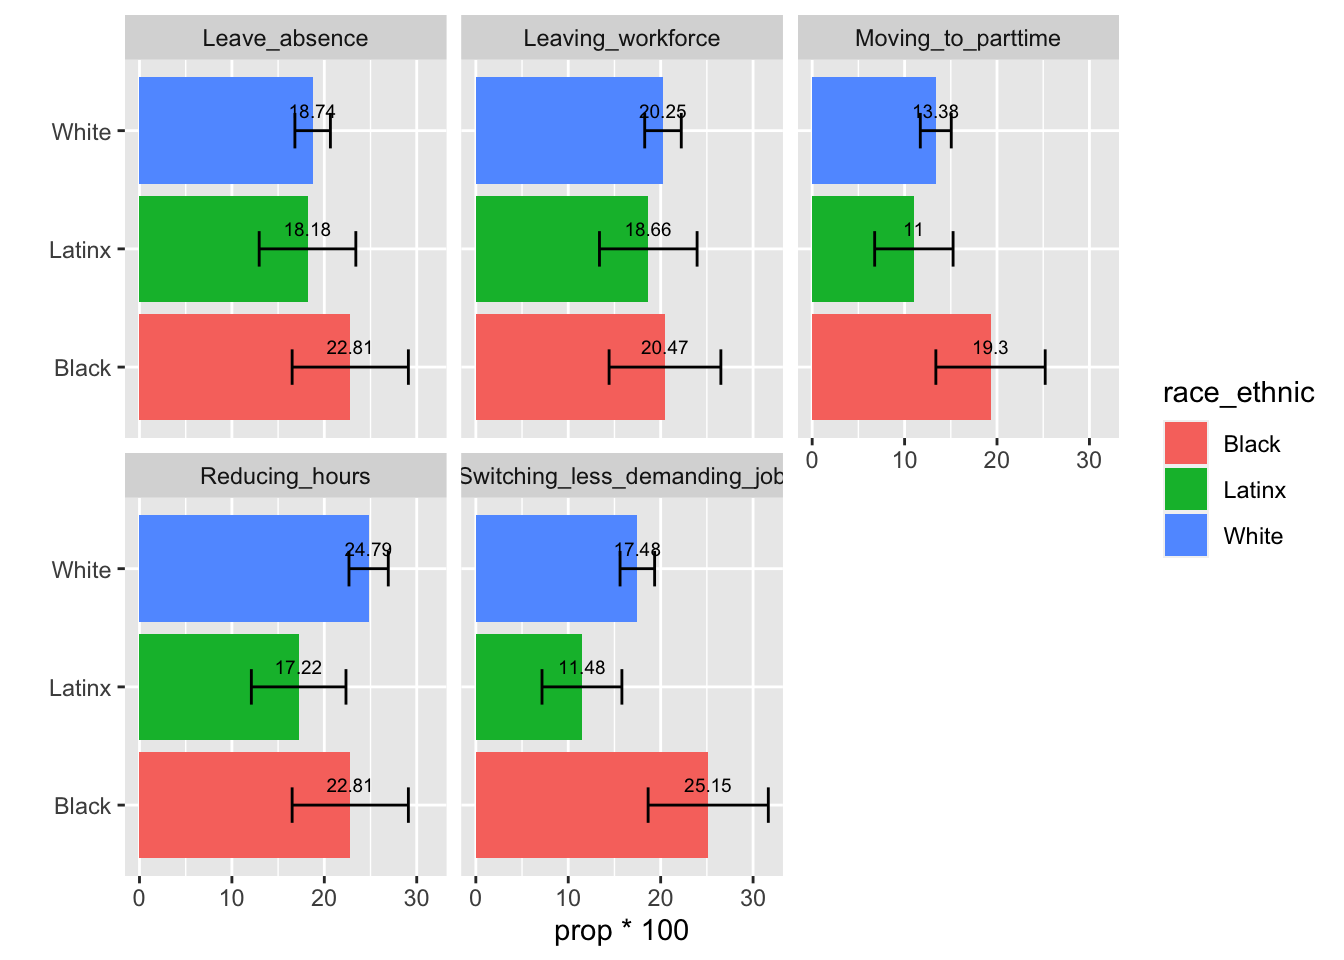 Leave_absence
Leaving_workforce
Moving_to_parttime
White
18.74
20.25
13.38
Latinx
18.18
18.66
11
Black
22.81
20.47
19.3
0 10 20 30
Reducing_hours
Switching_less_demanding_job
White
24.79
17.48
Latinx
17.22
11.48
Black
22.81
25.15
0 10 20 30
0 10 20 30
prop * 100
race_ethnic
Black
Latinx
White